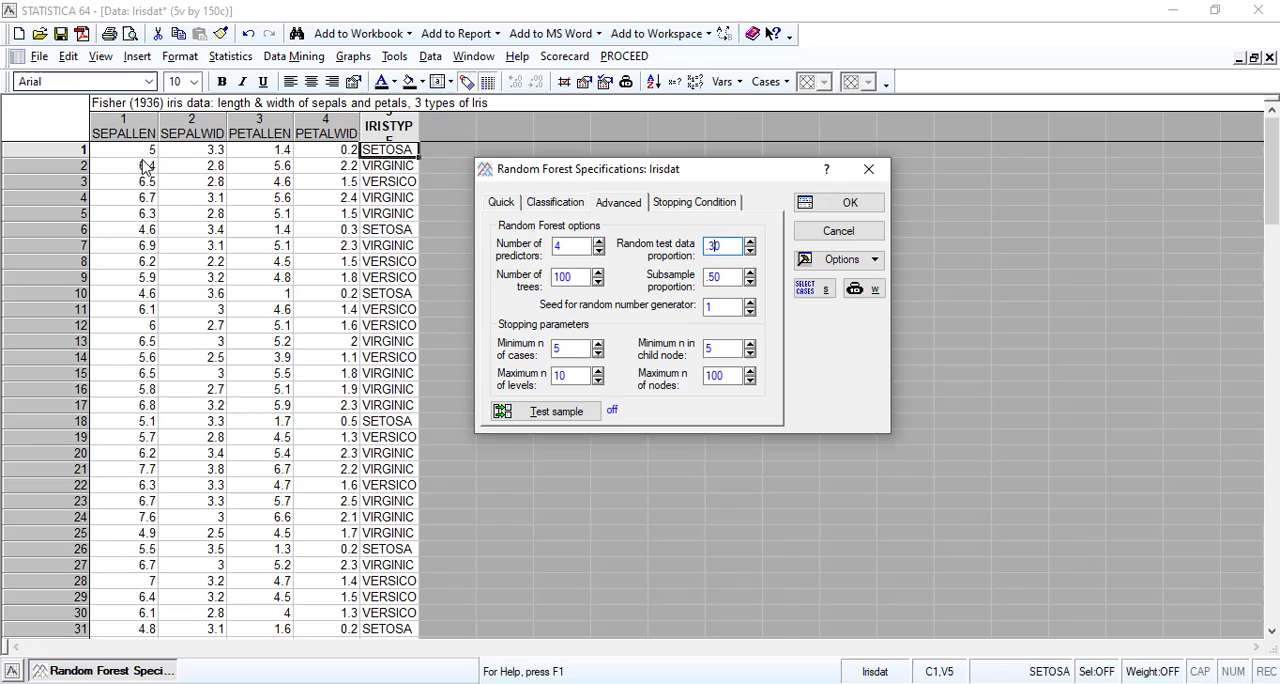 STATISTICA 64 - [Data: Irisdat* (5v by 150c)]
Add to Workbook Add to Report Add to MS Word Add to Workspace
File Edit View Insert Format Statistics Data Mining Graphs Tools Data Window Help Scorecard PROCEED
Arial 10 B I U Vars Cases
Fisher (1936) iris data: length & width of sepals and petals, 3 types of Iris
1 2 3 4
SEPALLEN SEPALWID PETALLEN PETALWID IRISTYP
1 5 3.3 1.4 0.2 SETOSA
2 2.8 5.6 2.2 VIRGINIC
3 6.5 2.8 4.6 1.5 VERSICO
4 6.7 3.1 5.6 2.4 VIRGINIC
5 6.3 2.8 5.1 1.5 VIRGINIC
6 4.6 3.4 1.4 0.3 SETOSA
7 6.9 3.1 5.1 2.3 VIRGINIC
8 6.2 2.2 4.5 1.5 VERSICO
9 5.9 3.2 4.8 1.8 VERSICO
10 4.6 3.6 1 0.2 SETOSA
11 6.1 3 4.6 1.4 VERSICO
12 6 2.7 5.1 1.6 VERSICO
13 6.5 3 5.2 2 VIRGINIC
14 5.6 2.5 3.9 1.1 VERSICO
15 6.5 3 5.5 1.8 VIRGINIC
16 5.8 2.7 5.1 1.9 VIRGINIC
17 6.8 3.2 5.9 2.3 VIRGINIC
18 5.1 3.3 1.7 0.5 SETOSA
19 5.7 2.8 4.5 1.3 VERSICO
20 6.2 3.4 5.4 2.3 VIRGINIC
21 7.7 3.8 6.7 2.2 VIRGINIC
22 6.3 3.3 4.7 1.6 VERSICO
23 6.7 3.3 5.7 2.5 VIRGINIC
24 7.6 3 6.6 2.1 VIRGINIC
25 4.9 2.5 4.5 1.7 VIRGINIC
26 5.5 3.5 1.3 0.2 SETOSA
27 6.7 3 5.2 2.3 VIRGINIC
28 7 3.2 4.7 1.4 VERSICO
29 6.4 3.2 4.5 1.5 VERSICO
30 6.1 2.8 4 1.3 VERSICO
31 4.8 3.1 1.6 0.2 SETOSA
Random Forest Specifications: Irisdat ?
Quick Classification Advanced Stopping Condition
Random Forest options
Number of predictors: 4 Random test data proportion: .30
Number of trees: 100 Subsample proportion: .50
Seed for random number generator: 1
Stopping parameters
Minimum n of cases: 5 Minimum n in child node: 5
Maximum n of levels: 10 Maximum n of nodes: 100
Test sample off
OK
Cancel
Options
SELECT CASES S W
Random Forest Speci... For Help, press F1 Irisdat C1,V5 SETOSA Sel:OFF Weight:OFF CAP NUM REC